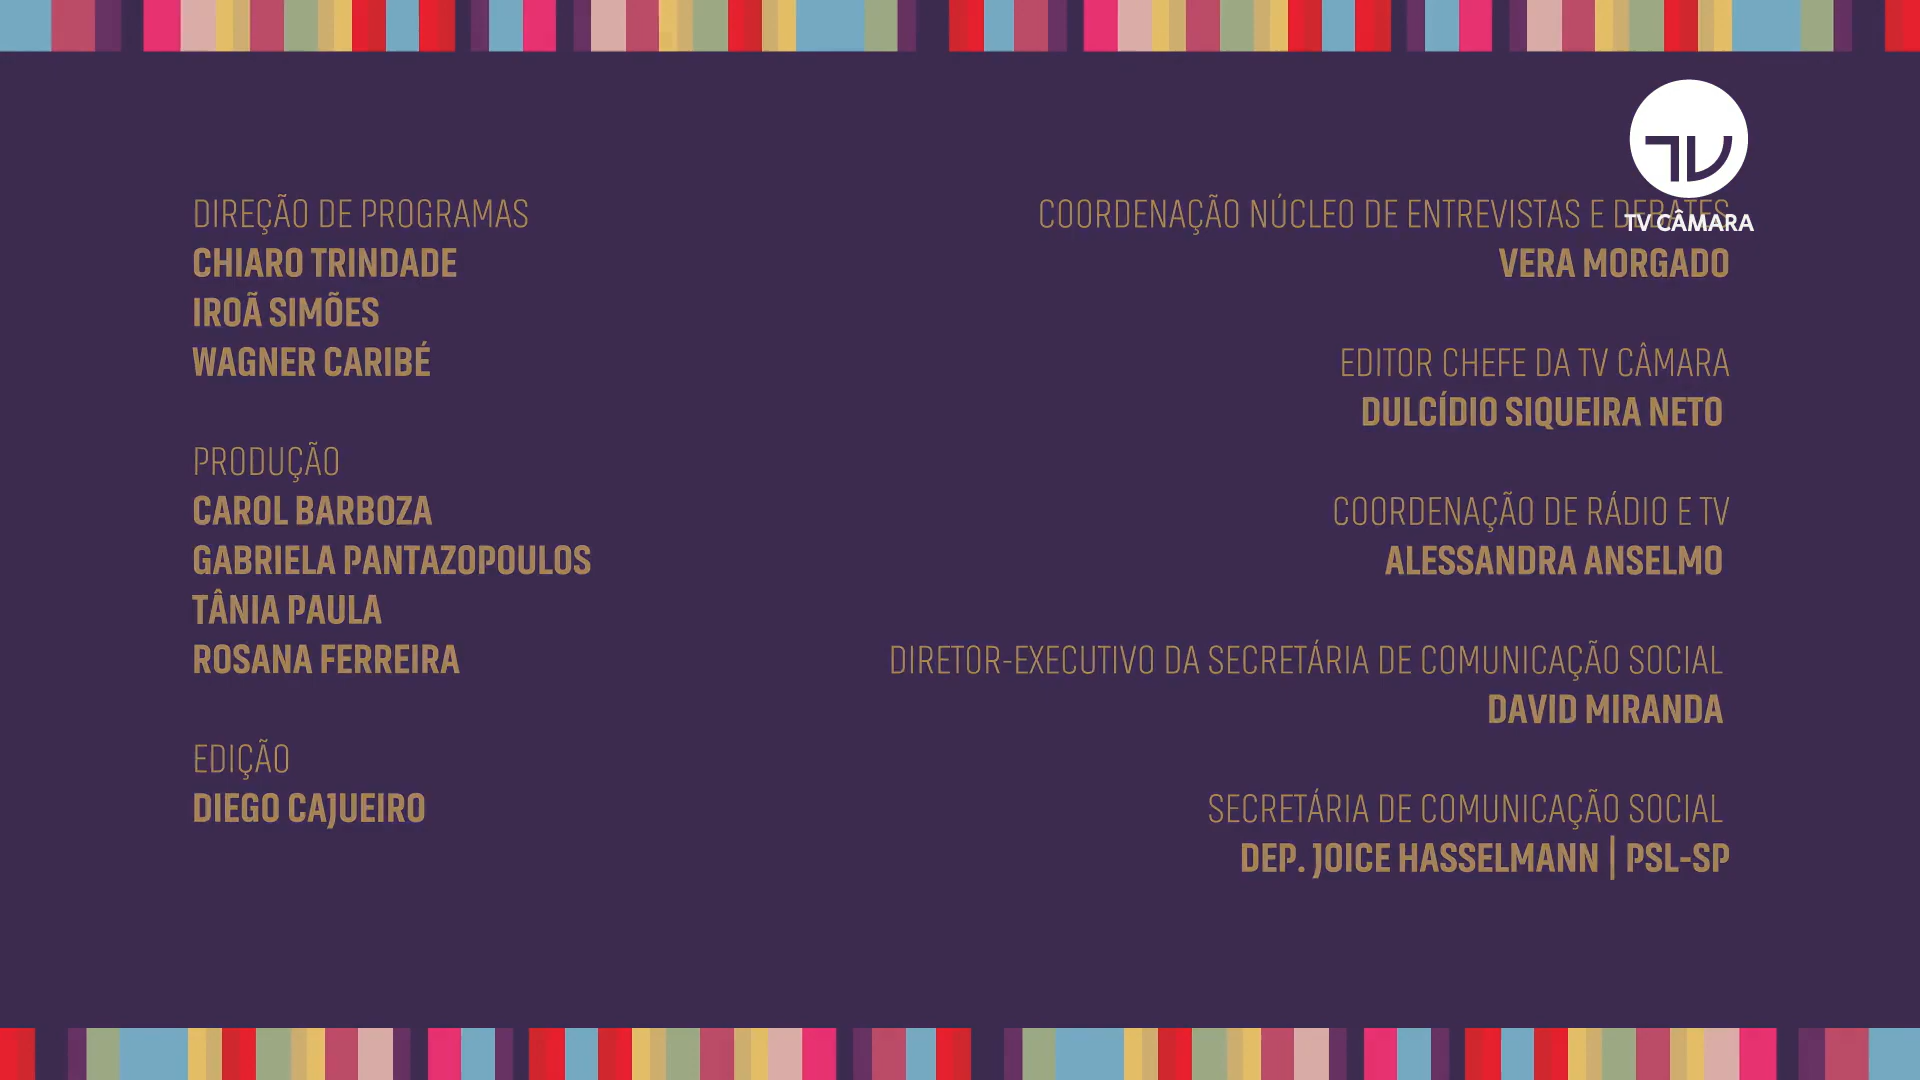 DIREÇÃO DE PROGRAMAS
CHIARO TRINDADE
IROÃ SIMÕES
WAGNER CARIBÉ
PRODUÇÃO
CAROL BARBOZA
GABRIELA PANTAZOPOULOS
TÂNIA PAULA
ROSANA FERREIRA
EDIÇÃO
DIEGO CAJUEIRO
TV
TV CÂMARA
COORDENAÇÃO NÚCLEO DE ENTREVISTAS E DEBATES
VERA MORGADO
EDITOR CHEFE DA TV CÂMARA
DULCÍDIO SIQUEIRA NETO
COORDENAÇÃO DE RÁDIO E TV
ALESSANDRA ANSELMO
DIRETOR-EXECUTIVO DA SECRETÁRIA DE COMUNICAÇÃO SOCIAL
DAVID MIRANDA
SECRETÁRIA DE COMUNICAÇÃO SOCIAL
DEP. JOICE HASSELMANN | PSL-SP